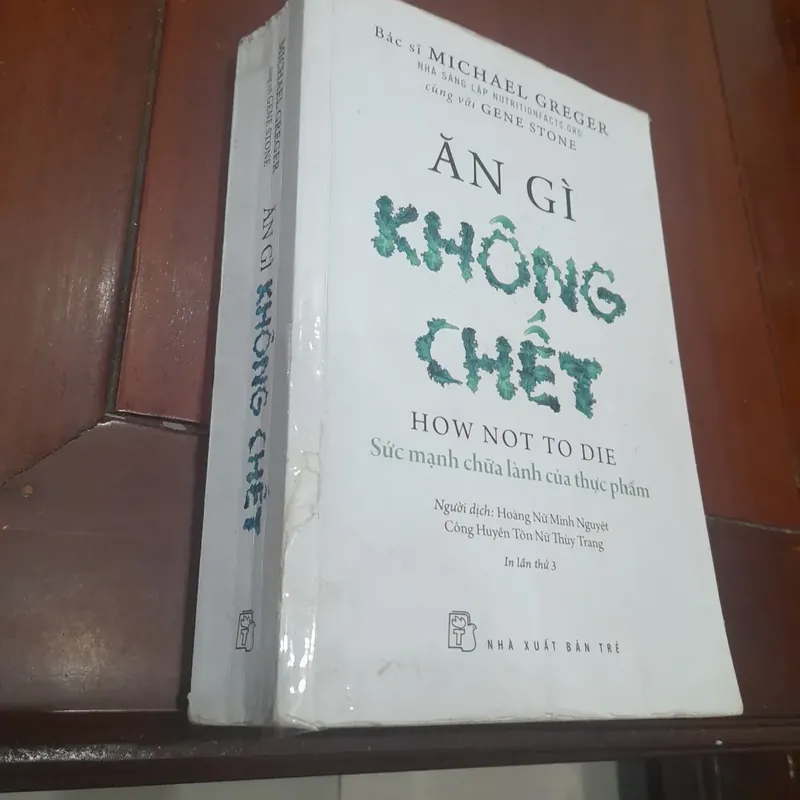 Bác sĩ MICHAEL GREGER
NHÀ SÁNG LẬP NUTRITIONFACTS.ORG
cùng với GENE STONE
ĂN GÌ
KHÔNG
CHẾT
HOW NOT TO DIE
Sức mạnh chữa lành của thực phẩm
Người dịch: Hoàng Nữ Minh Nguyệt
Công Huyền Tôn Nữ Thùy Trang
In lần thứ 3
NHÀ XUẤT BẢN TRẺ
MICHAEL GREGER
cùng với GENE STONE
ĂN GÌ KHÔNG CHẾT